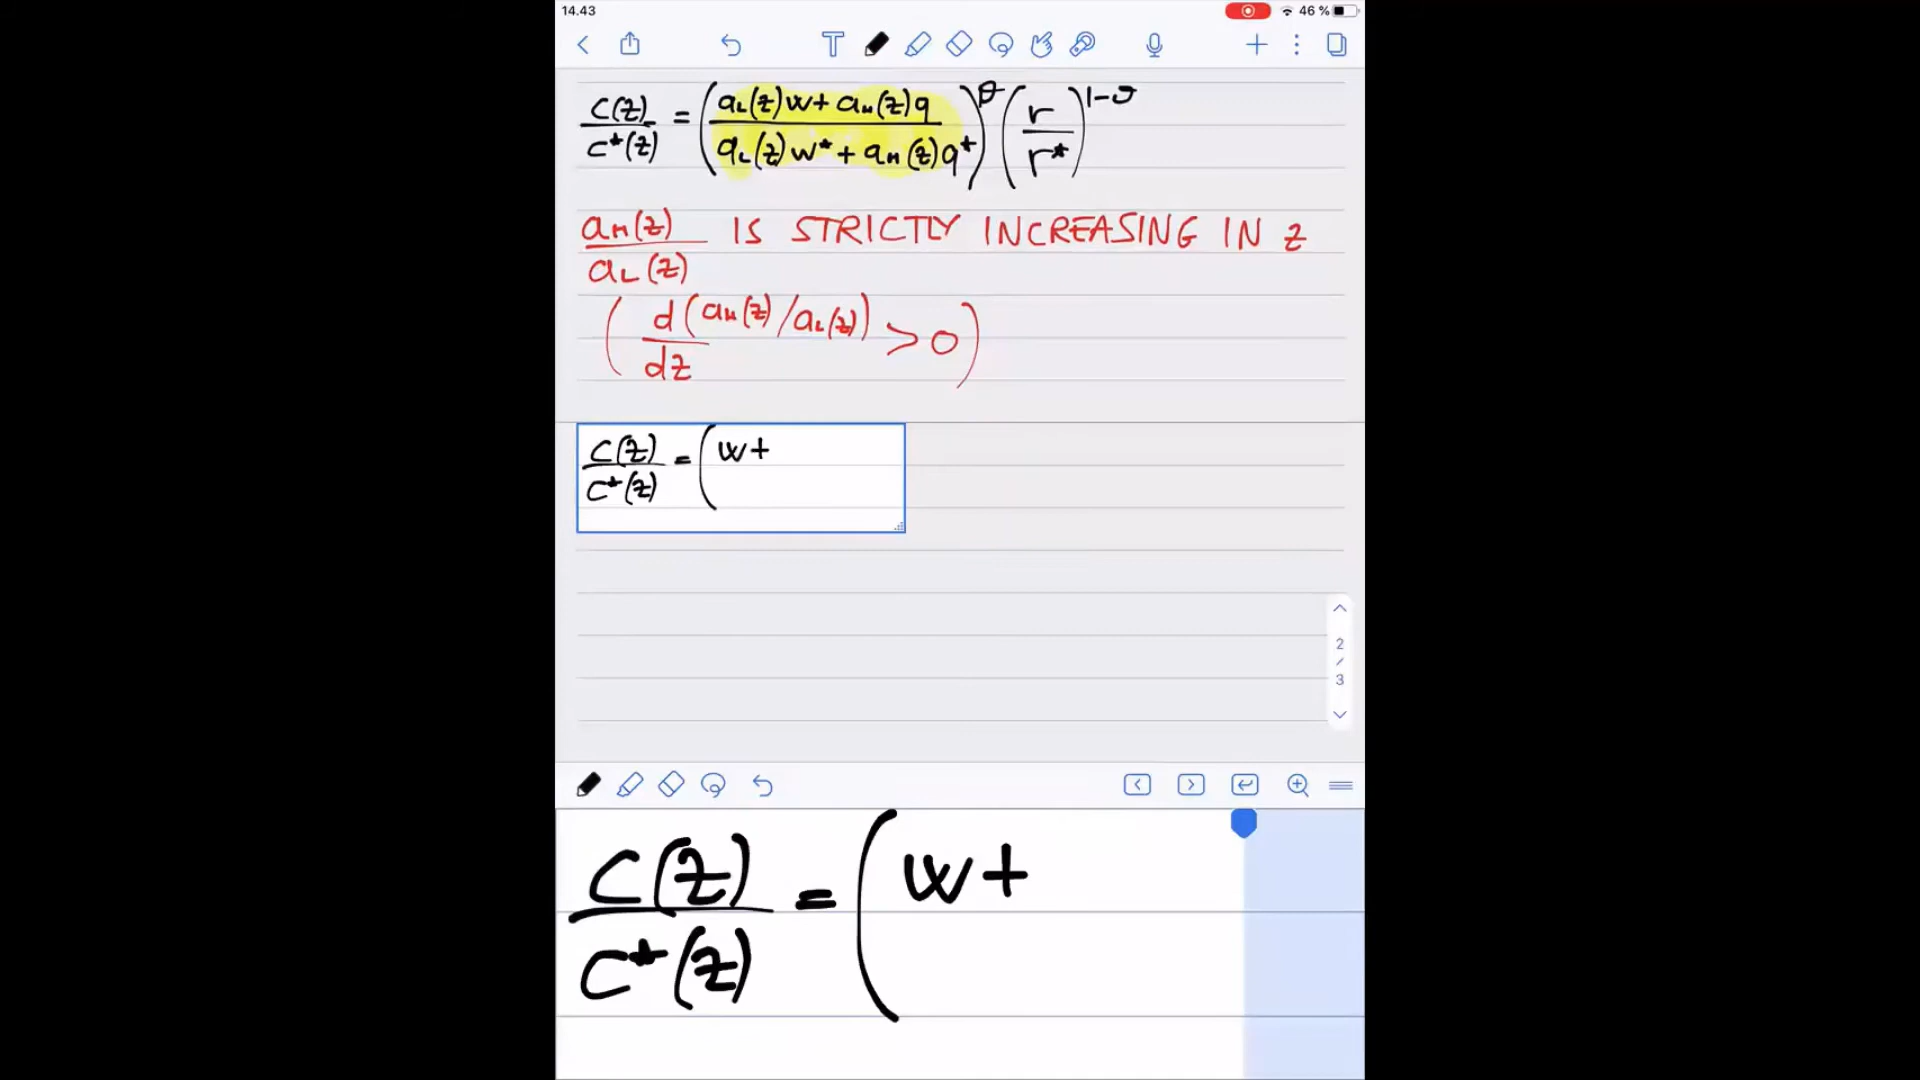 14.43 46 %
T
C(z)/C*(z) = (aL(z)w + aH(z)q / aL(z)w* + aH(z)q*)^θ (r/r*)^1-θ
aH(z)/aL(z) IS STRICTLY INCREASING IN z
(d(aH(z)/aL(z))/dz > 0)
C(z)/C*(z) = (w+
2
/
3
C(z)/C*(z) = (w+